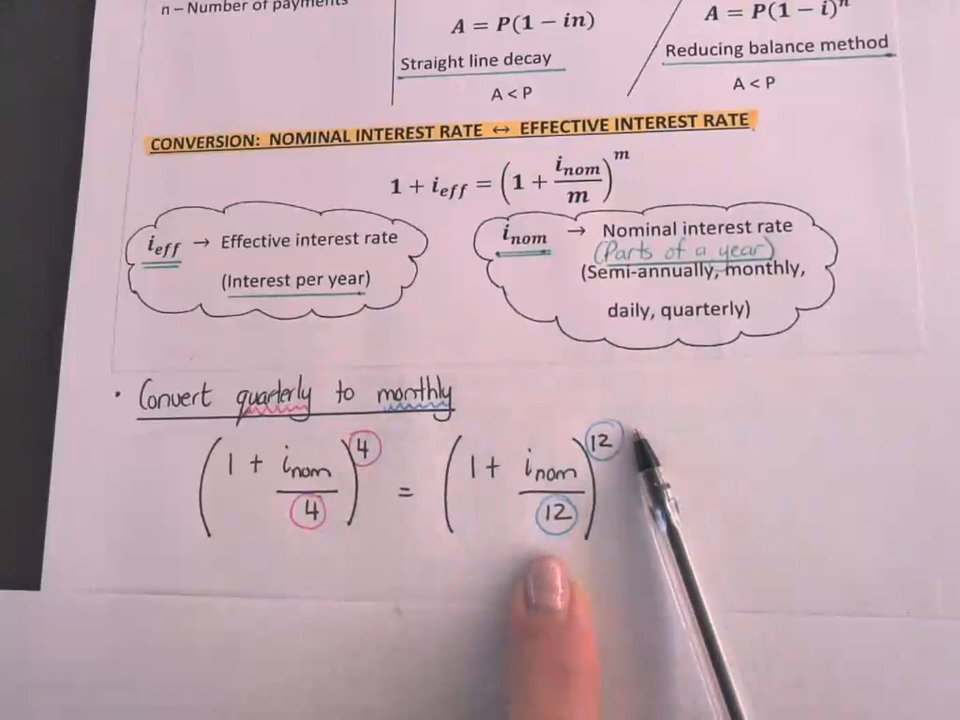 n – Number of payments
A = P(1 − in)
A = P(1 − i)ⁿ
Straight line decay
Reducing balance method
A < P
A < P
CONVERSION: NOMINAL INTEREST RATE ↔ EFFECTIVE INTEREST RATE
1 + i_eff = (1 + i_nom/m)^m
i_eff → Effective interest rate
(Interest per year)
i_nom → Nominal interest rate
(Parts of a year)
(Semi-annually, monthly,
daily, quarterly)
· Convert quarterly to monthly
(1 + i_nom/4)^4 = (1 + i_nom/12)^12